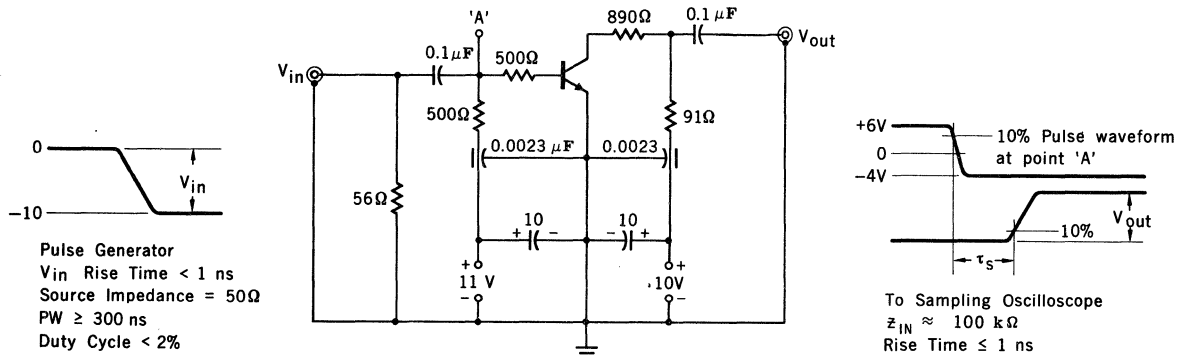 'A'
890Ω
0.1 μF
Vout
0.1μF
500Ω
Vin
500Ω
91Ω
0.0023 μF
0.0023
56Ω
10
+ -
10
- +
+
11 V
-
+
.10V
-
0
Vin
-10
Pulse Generator
Vin Rise Time < 1 ns
Source Impedance = 50Ω
PW ≥ 300 ns
Duty Cycle < 2%
+6V
0
-4V
10% Pulse waveform
at point 'A'
Vout
10%
τs
To Sampling Oscilloscope
zIN ≈ 100 kΩ
Rise Time ≤ 1 ns